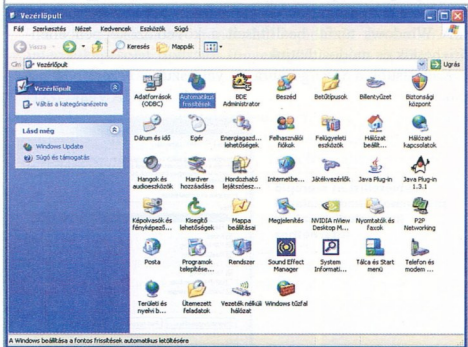 Vezérlőpult
Fájl Szerkesztés Nézet Kedvencek Eszközök Súgó
Vissza Keresés Mappák
Cím Vezérlőpult Ugrás
Vezérlőpult
Váltás a kategórianézetre
Lásd még
Windows Update
Súgó és támogatás
Adatforrások (ODBC)
Automatikus frissítések
BDE Administrator
Beszéd
Betűtípusok
Billentyűzet
Biztonsági központ
Dátum és idő
Egér
Energiagazd... lehetőségek
Felhasználói fiókok
Felügyeleti eszközök
Hálózat beállít...
Hálózati kapcsolatok
Hangok és audioeszközök
Hardver hozzáadása
Hordozható lejátszóesz...
Internetbe...
Játékvezérlők
Java Plug-in
Java Plug-in 1.3.1
Képolvasók és fényképező...
Kisegítő lehetőségek
Mappa beállításai
Megjelenítés
NVIDIA nView Desktop M...
Nyomtatók és faxok
P2P Networking
Posta
Programok telepítése...
Rendszer
Sound Effect Manager
System Informati...
Tálca és Start menü
Telefon és modem ...
Területi és nyelvi b...
Ütemezett feladatok
Vezeték nélküli hálózat
Windows tűzfal
A Windows beállítása a fontos frissítések automatikus letöltésére